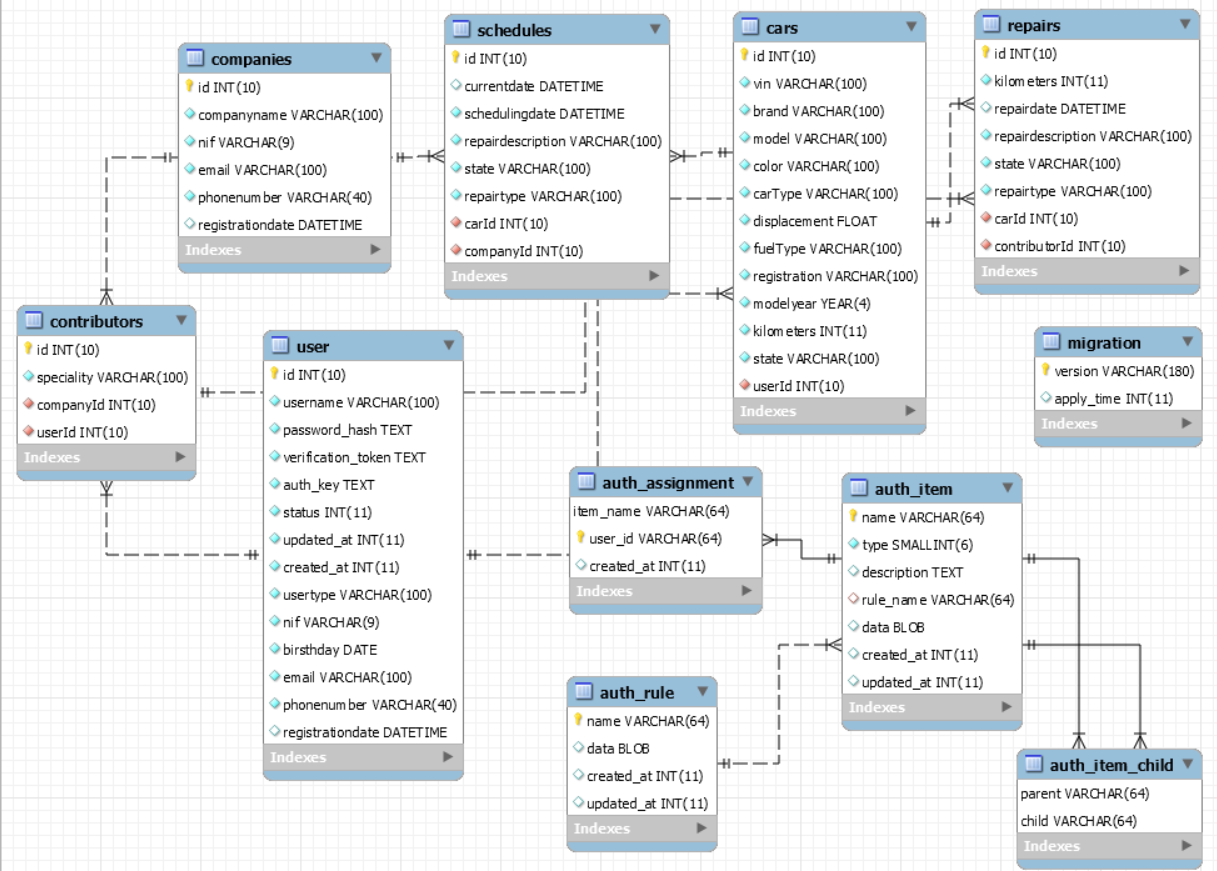 companies
id INT(10)
companyname VARCHAR(100)
nif VARCHAR(9)
email VARCHAR(100)
phonenumber VARCHAR(40)
registrationdate DATETIME
Indexes
schedules
id INT(10)
currentdate DATETIME
schedulingdate DATETIME
repairdescription VARCHAR(100)
state VARCHAR(100)
repairtype VARCHAR(100)
carId INT(10)
companyId INT(10)
Indexes
cars
id INT(10)
vin VARCHAR(100)
brand VARCHAR(100)
model VARCHAR(100)
color VARCHAR(100)
carType VARCHAR(100)
displacement FLOAT
fuelType VARCHAR(100)
registration VARCHAR(100)
modelyear YEAR(4)
kilometers INT(11)
state VARCHAR(100)
userId INT(10)
Indexes
repairs
id INT(10)
kilometers INT(11)
repairdate DATETIME
repairdescription VARCHAR(100)
state VARCHAR(100)
repairtype VARCHAR(100)
carId INT(10)
contributorId INT(10)
Indexes
contributors
id INT(10)
speciality VARCHAR(100)
companyId INT(10)
userId INT(10)
Indexes
user
id INT(10)
username VARCHAR(100)
password_hash TEXT
verification_token TEXT
auth_key TEXT
status INT(11)
updated_at INT(11)
created_at INT(11)
usertype VARCHAR(100)
nif VARCHAR(9)
birsthday DATE
email VARCHAR(100)
phonenumber VARCHAR(40)
registrationdate DATETIME
Indexes
migration
version VARCHAR(180)
apply_time INT(11)
Indexes
auth_assignment
item_name VARCHAR(64)
user_id VARCHAR(64)
created_at INT(11)
Indexes
auth_item
name VARCHAR(64)
type SMALLINT(6)
description TEXT
rule_name VARCHAR(64)
data BLOB
created_at INT(11)
updated_at INT(11)
Indexes
auth_rule
name VARCHAR(64)
data BLOB
created_at INT(11)
updated_at INT(11)
Indexes
auth_item_child
parent VARCHAR(64)
child VARCHAR(64)
Indexes